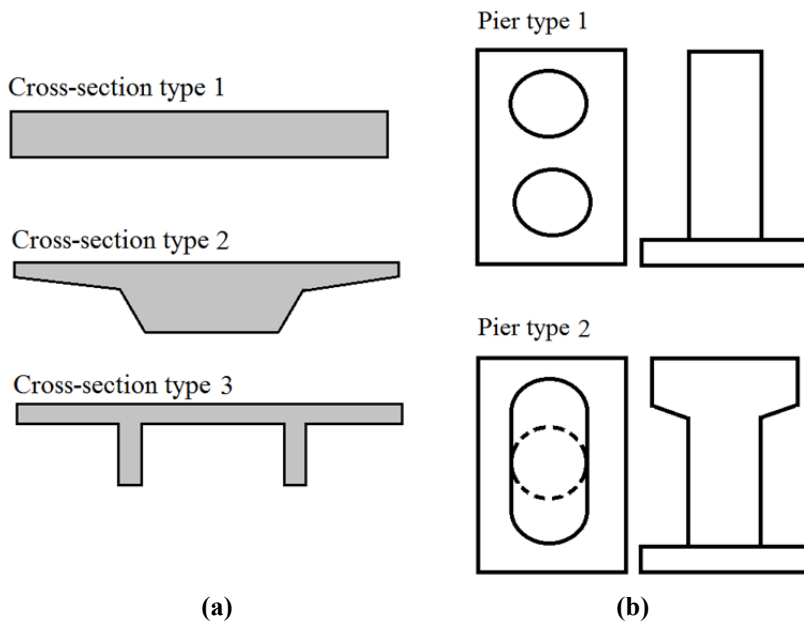 Cross-section type 1
Cross-section type 2
Cross-section type 3
(a)
Pier type 1
Pier type 2
(b)